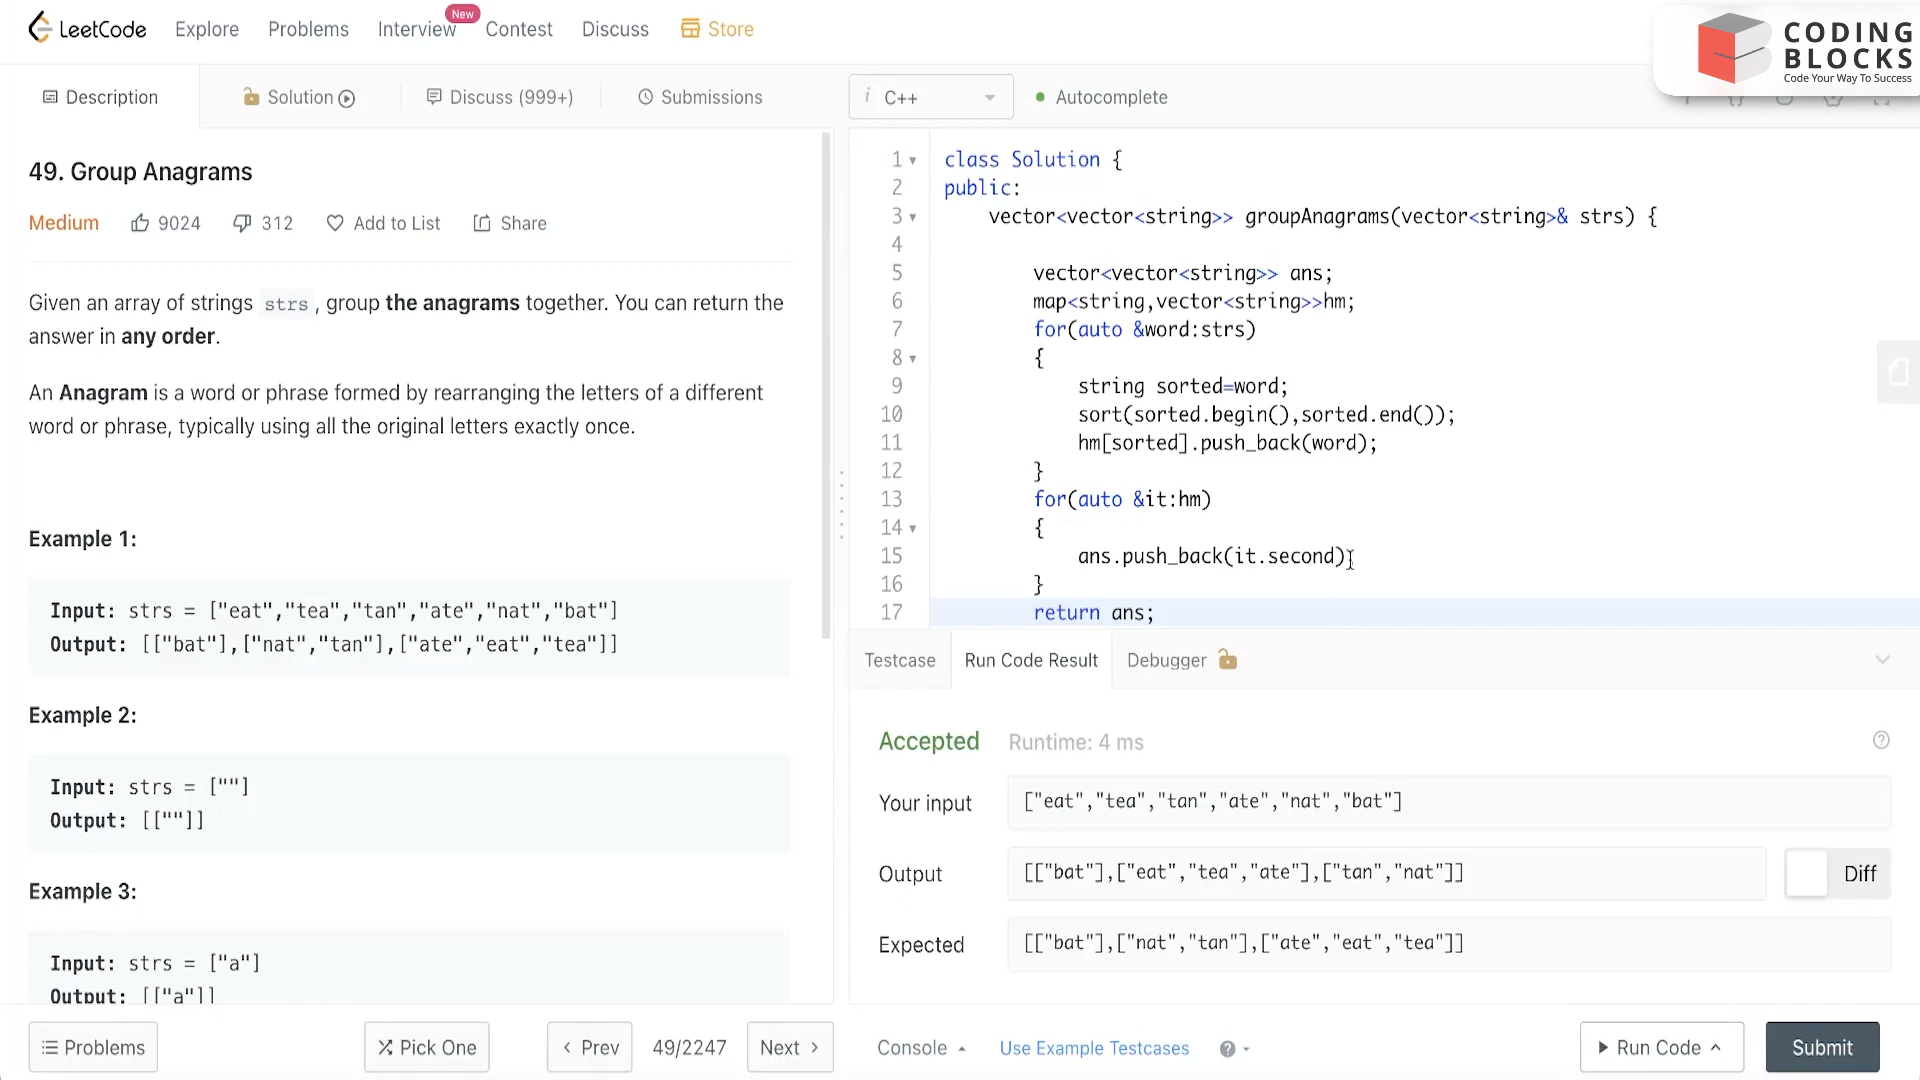 LeetCode Explore Problems Interview New Contest Discuss Store
CODING
BLOCKS
Code Your Way To Success
Description Solution Discuss (999+) Submissions
i C++ Autocomplete
49. Group Anagrams
Medium 9024 312 Add to List Share
Given an array of strings strs, group the anagrams together. You can return the
answer in any order.
An Anagram is a word or phrase formed by rearranging the letters of a different
word or phrase, typically using all the original letters exactly once.
Example 1:
Input: strs = ["eat","tea","tan","ate","nat","bat"]
Output: [["bat"],["nat","tan"],["ate","eat","tea"]]
Example 2:
Input: strs = [""]
Output: [[""]]
Example 3:
Input: strs = ["a"]
Output: [["a"]]
1 class Solution {
2 public:
3 vector<vector<string>> groupAnagrams(vector<string>& strs) {
4
5 vector<vector<string>> ans;
6 map<string,vector<string>>hm;
7 for(auto &word:strs)
8 {
9 string sorted=word;
10 sort(sorted.begin(),sorted.end());
11 hm[sorted].push_back(word);
12 }
13 for(auto &it:hm)
14 {
15 ans.push_back(it.second);
16 }
17 return ans;
Testcase Run Code Result Debugger
Accepted Runtime: 4 ms
Your input ["eat","tea","tan","ate","nat","bat"]
Output [["bat"],["eat","tea","ate"],["tan","nat"]] Diff
Expected [["bat"],["nat","tan"],["ate","eat","tea"]]
Problems Pick One Prev 49/2247 Next Console Use Example Testcases Run Code Submit